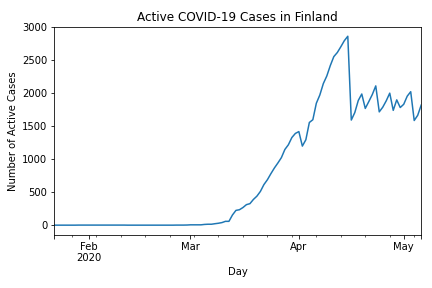 Active COVID-19 Cases in Finland
3000
2500
2000
1500
1000
500
0
Number of Active Cases
Feb
2020
Mar
Apr
May
Day